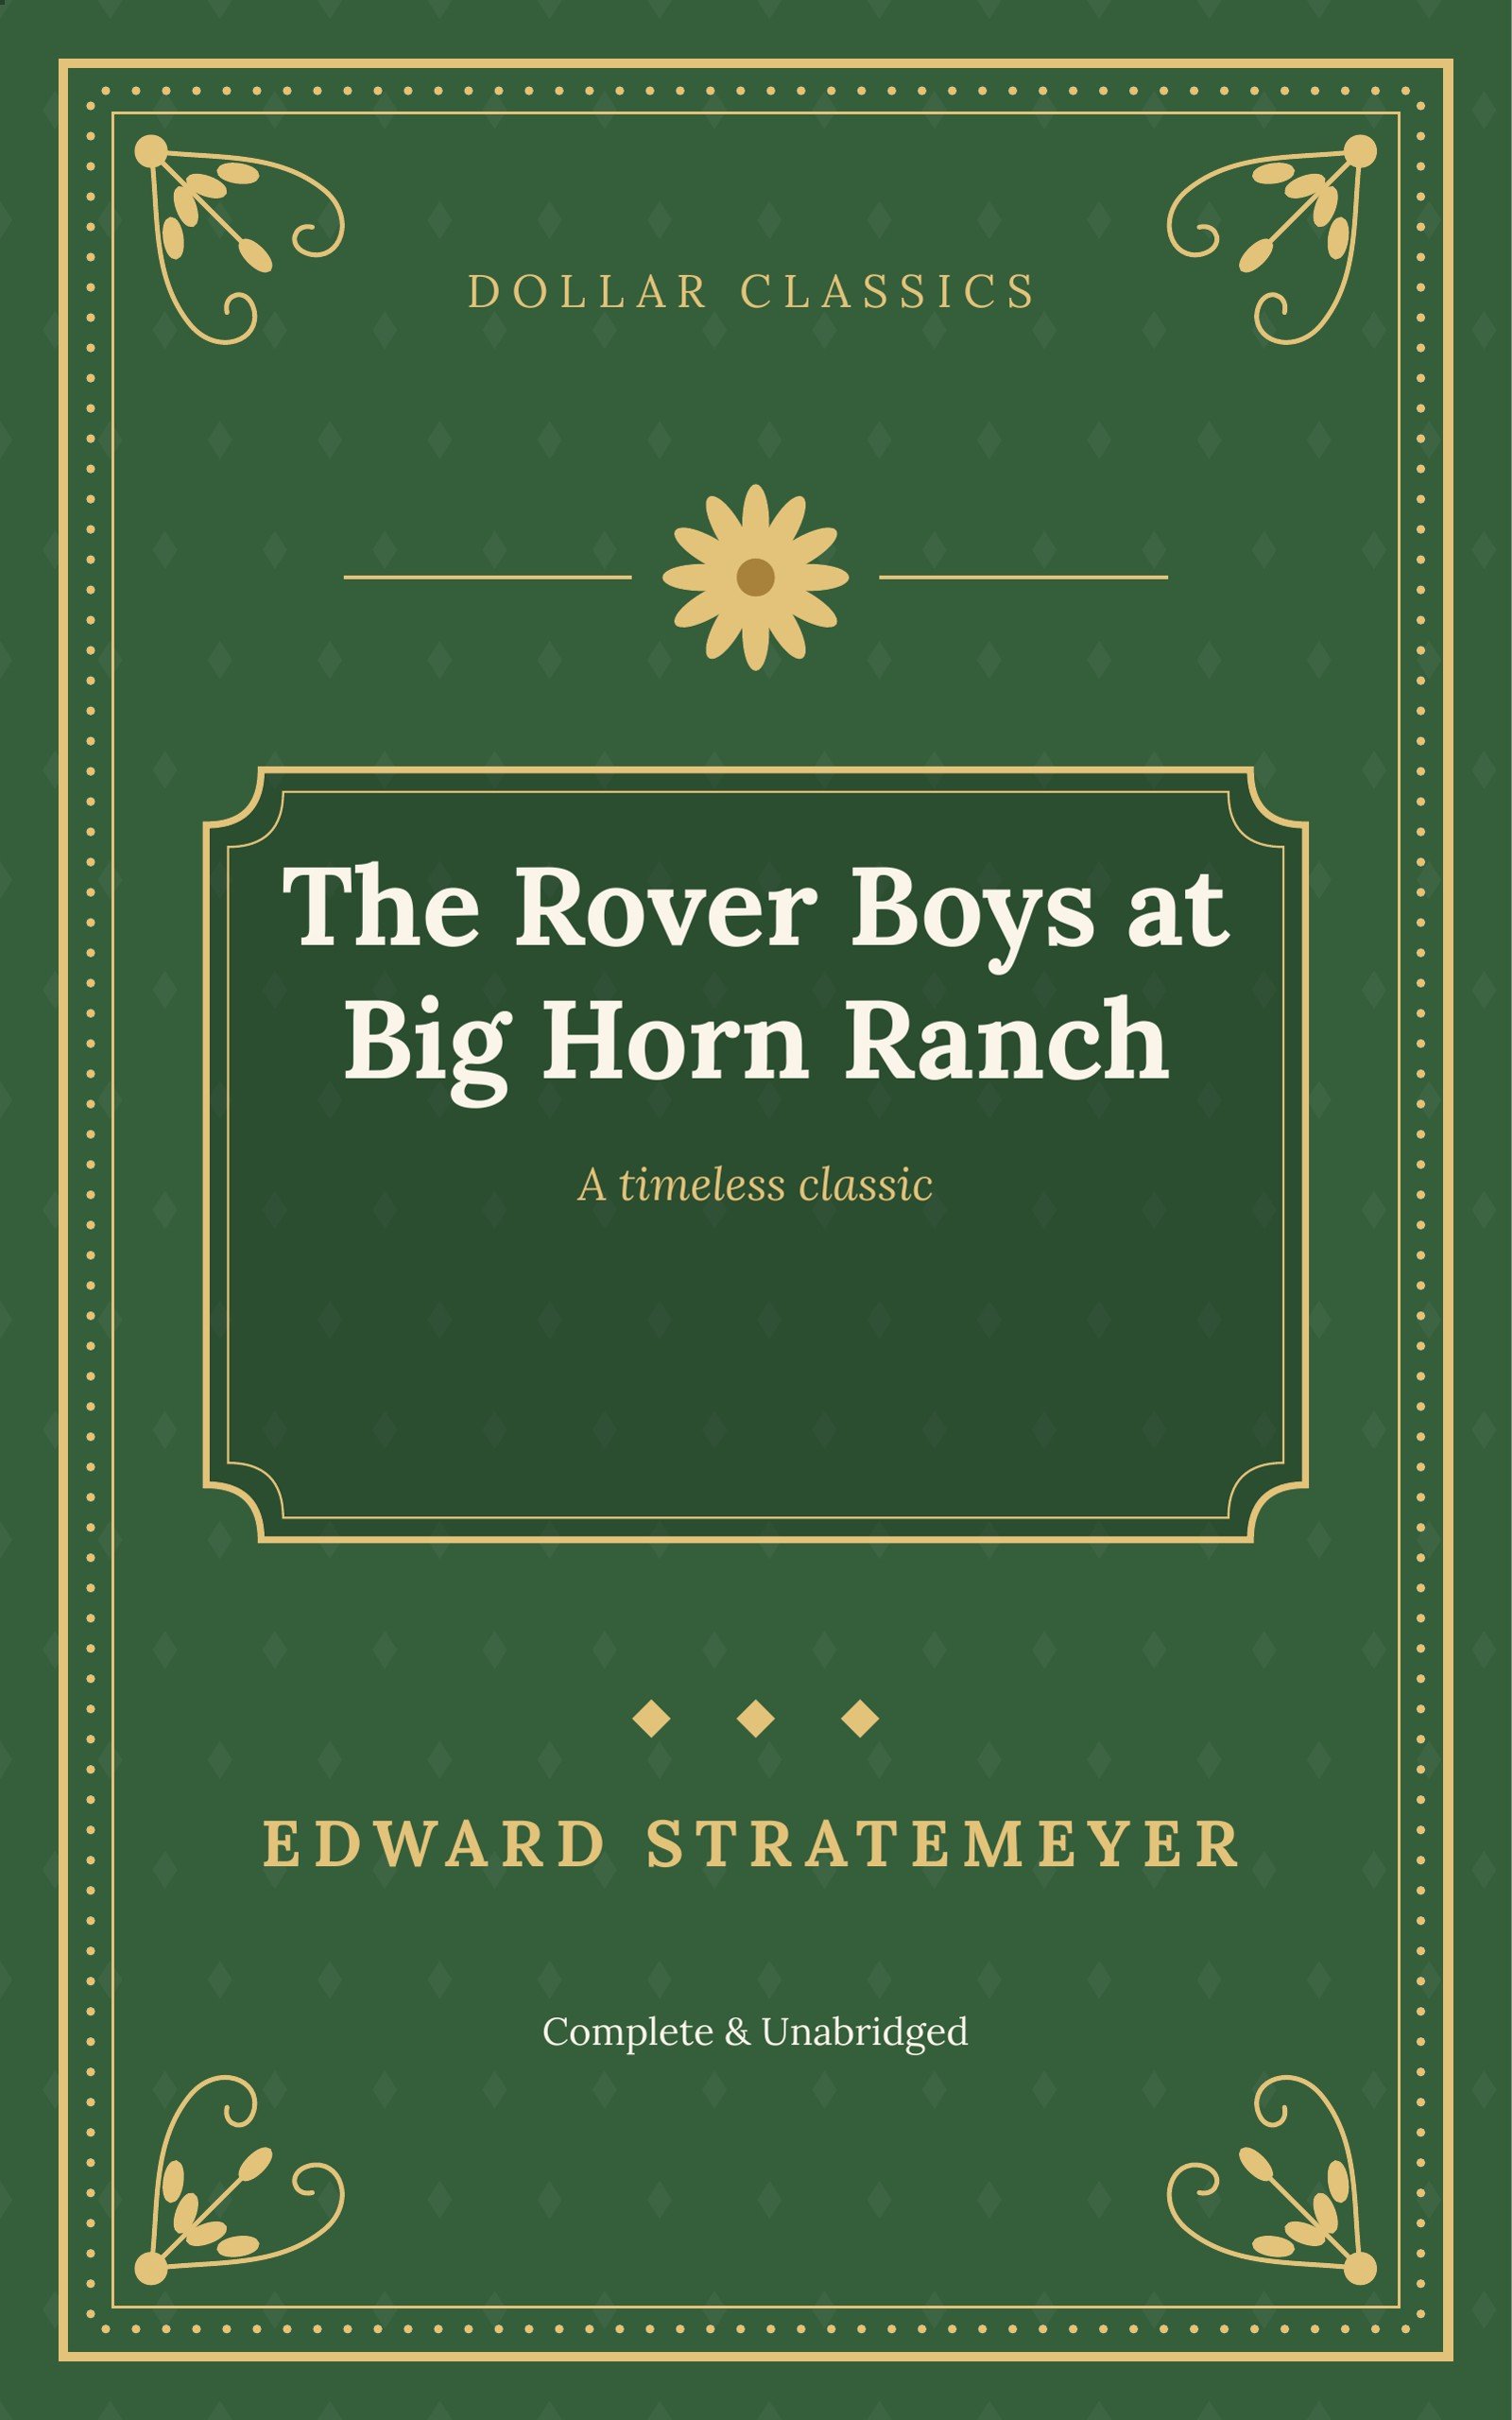 DOLLAR CLASSICS
The Rover Boys at
Big Horn Ranch
A timeless classic
EDWARD STRATEMEYER
Complete & Unabridged